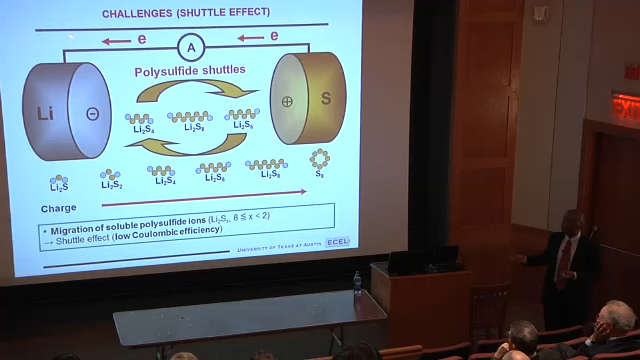 CHALLENGES (SHUTTLE EFFECT)
e
e
A
Polysulfide shuttles
Li
⊖
⊕
S
Li₂S₄
Li₂S₈
Li₂S₆
Li₂S
Li₂S₂
Li₂S₄
Li₂S₆
Li₂S₈
S₈
Charge
• Migration of soluble polysulfide ions (Li₂Sₓ, 8 ≦ x < 2)
→ Shuttle effect (low Coulombic efficiency)
UNIVERSITY OF TEXAS AT AUSTIN
ECEL
EXIT